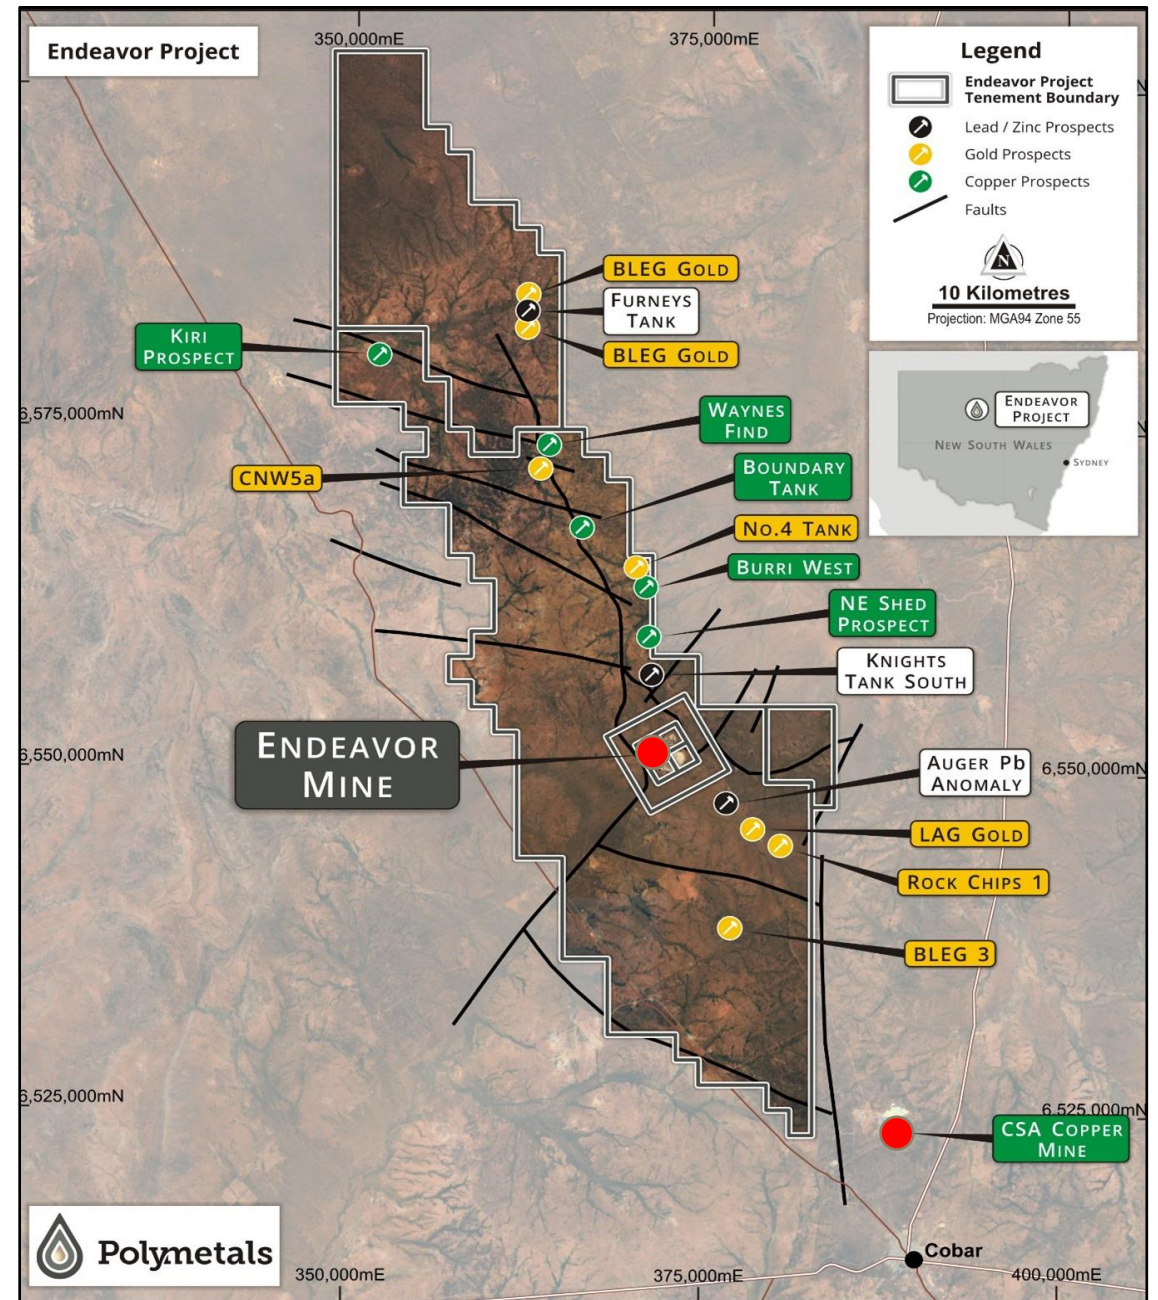 Endeavor Project
350,000mE
375,000mE
N
Legend
Endeavor Project
Tenement Boundary
Lead / Zinc Prospects
Gold Prospects
Copper Prospects
Faults
N
10 Kilometres
Projection: MGA94 Zone 55
ENDEAVOR
PROJECT
NEW SOUTH WALES
SYDNEY
BLEG GOLD
FURNEYS
TANK
BLEG GOLD
KIRI
PROSPECT
6,575,000mN
WAYNES
FIND
CNW5a
BOUNDARY
TANK
NO.4 TANK
BURRI WEST
NE SHED
PROSPECT
KNIGHTS
TANK SOUTH
ENDEAVOR
MINE
6,550,000mN
6,550,000mN
AUGER Pb
ANOMALY
LAG GOLD
ROCK CHIPS 1
BLEG 3
6,525,000mN
6,525,000mN
CSA COPPER
MINE
Polymetals
Cobar
350,000mE
375,000mE
400,000mE